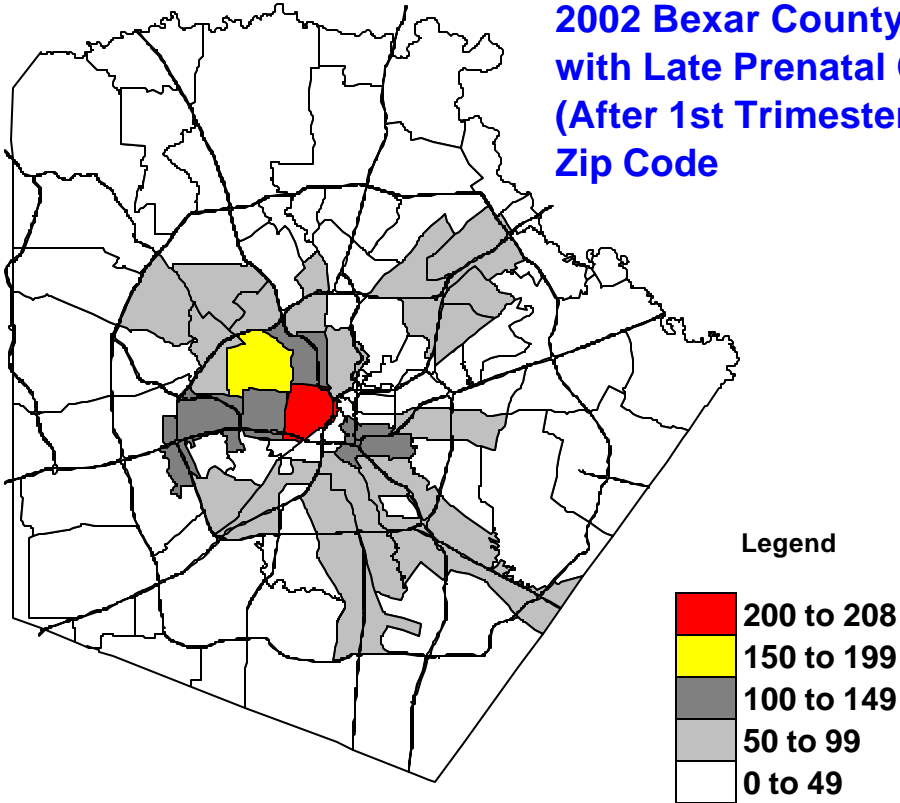 2002 Bexar County
with Late Prenatal
(After 1st Trimester
Zip Code
Legend
200 to 208
150 to 199
100 to 149
50 to 99
0 to 49